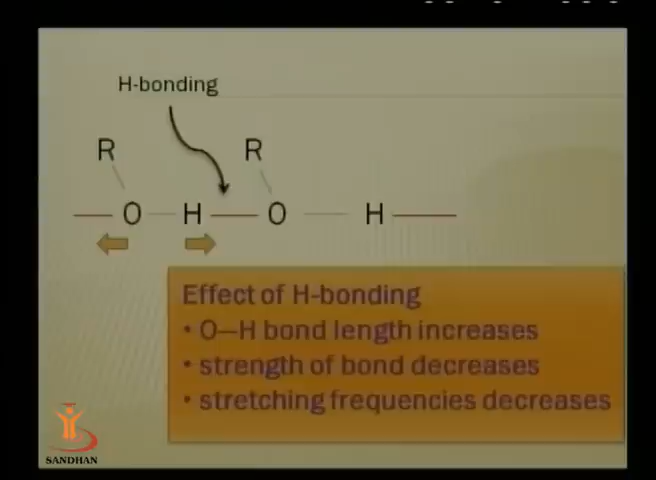 H-bonding
R R
O H O H
Effect of H-bonding
• O—H bond length increases
• strength of bond decreases
• stretching frequencies decreases
SANDHAN